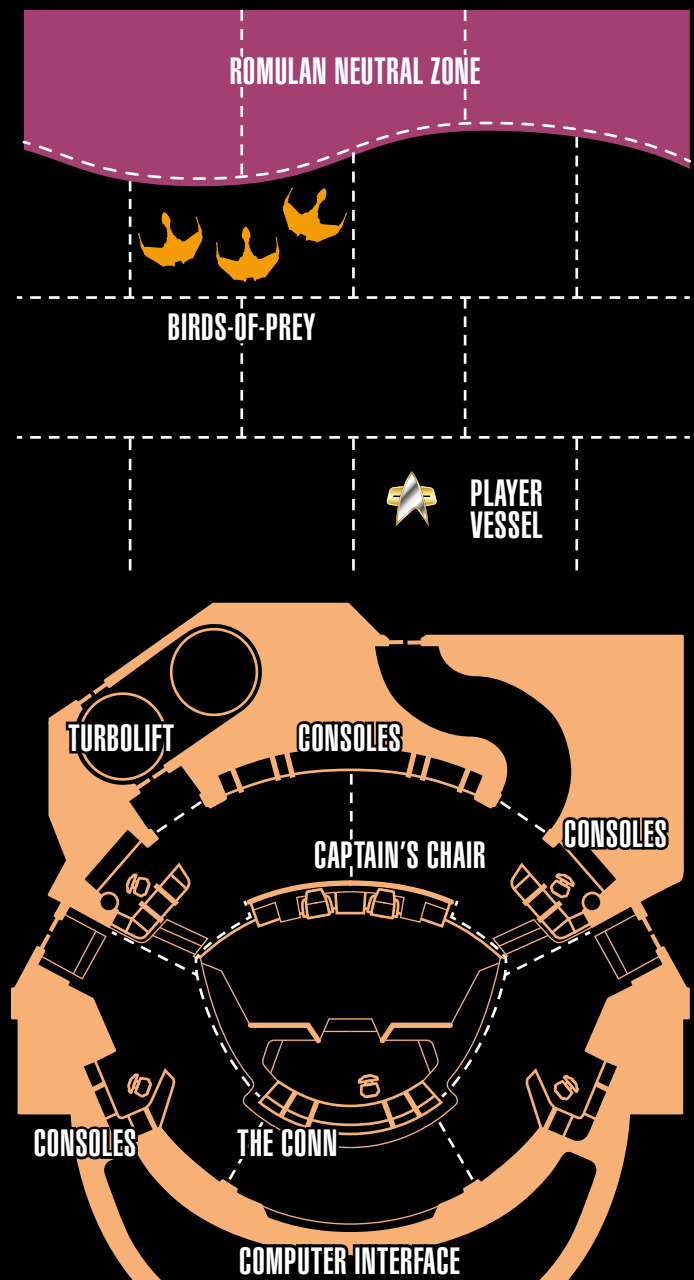 ROMULAN NEUTRAL ZONE
BIRDS-OF-PREY
PLAYER
VESSEL
TURBOLIFT
CONSOLES
CONSOLES
CAPTAIN'S CHAIR
CONSOLES
THE CONN
COMPUTER INTERFACE